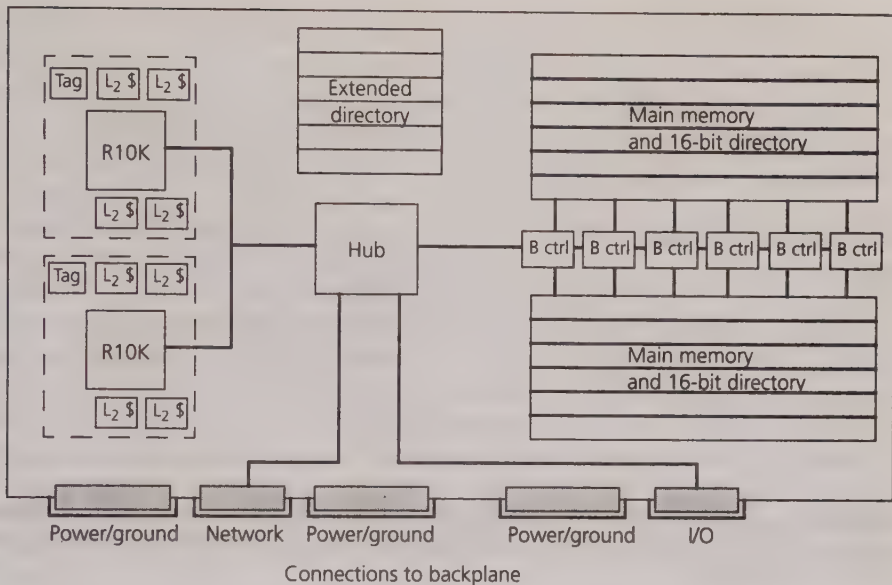 Tag L₂ $ L₂ $
R10K
L₂ $ L₂ $
Tag L₂ $ L₂ $
R10K
L₂ $ L₂ $
Extended
directory
Hub
Main memory
and 16-bit directory
B ctrl B ctrl B ctrl B ctrl B ctrl B ctrl
Main memory
and 16-bit directory
Power/ground Network Power/ground Power/ground I/O
Connections to backplane